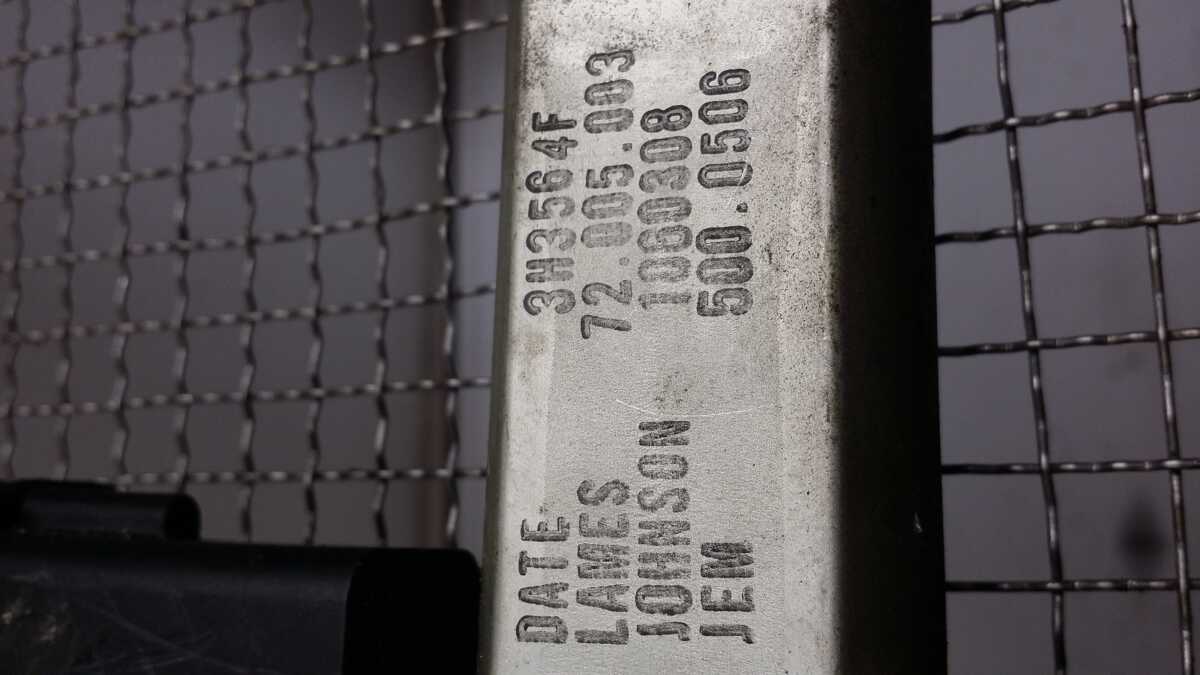 DATE 3H3564F
LAMES 72.005.003
JOHNSON 1060308
JEM 500.0506